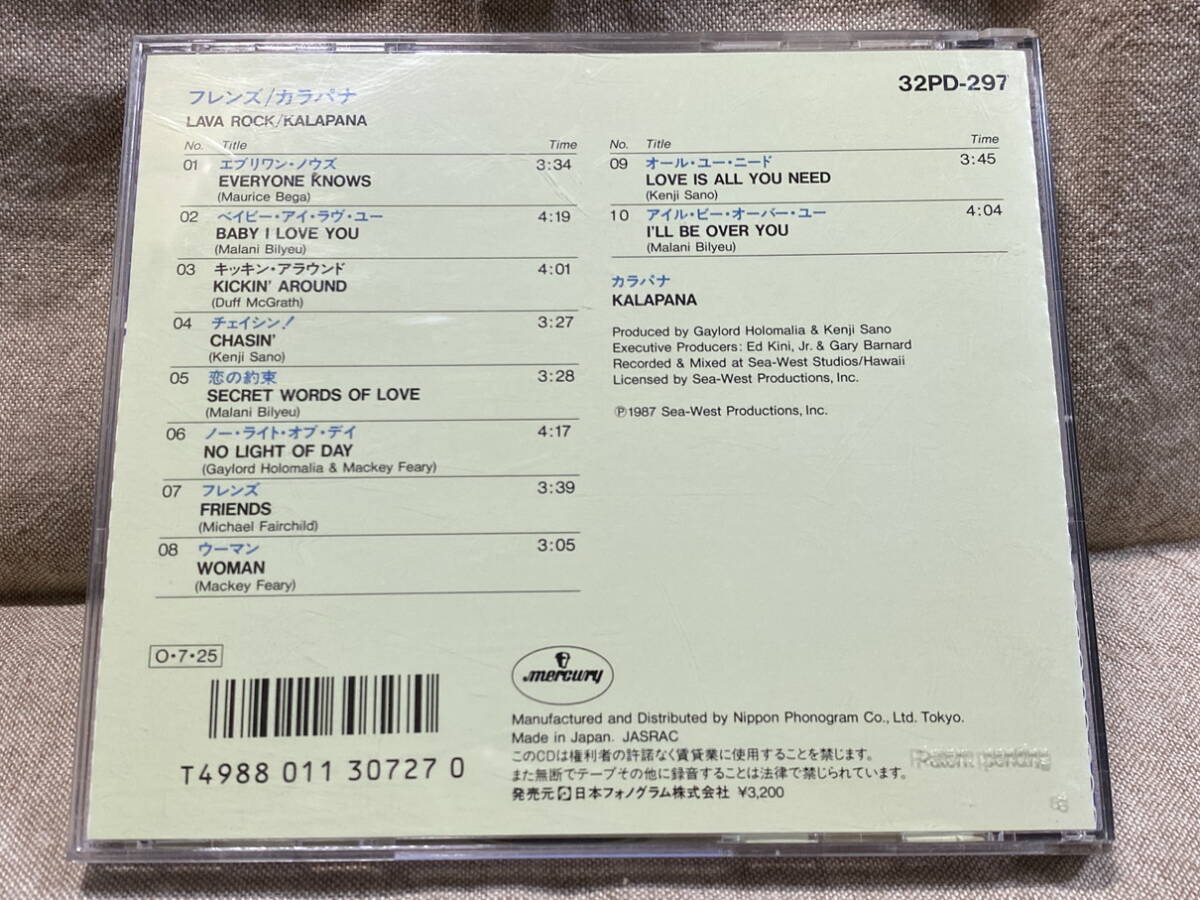 フレンズ/カラパナ
LAVA ROCK/KALAPANA
32PD-297
No. Title Time
01 エブリワン・ノウズ 3:34
EVERYONE KNOWS
(Maurice Bega)
02 ベイビー・アイ・ラヴ・ユー 4:19
BABY I LOVE YOU
(Malani Bilyeu)
03 キッキン・アラウンド 4:01
KICKIN' AROUND
(Duff McGrath)
04 チェイシン! 3:27
CHASIN'
(Kenji Sano)
05 恋の約束 3:28
SECRET WORDS OF LOVE
(Malani Bilyeu)
06 ノー・ライト・オブ・デイ 4:17
NO LIGHT OF DAY
(Gaylord Holomalia & Mackey Feary)
07 フレンズ 3:39
FRIENDS
(Michael Fairchild)
08 ウーマン 3:05
WOMAN
(Mackey Feary)
No. Title Time
09 オール・ユー・ニード 3:45
LOVE IS ALL YOU NEED
(Kenji Sano)
10 アイル・ビー・オーバー・ユー 4:04
I'LL BE OVER YOU
(Malani Bilyeu)
カラパナ
KALAPANA
Produced by Gaylord Holomalia & Kenji Sano
Executive Producers: Ed Kini, Jr. & Gary Barnard
Recorded & Mixed at Sea-West Studios/Hawaii
Licensed by Sea-West Productions, Inc.
Ⓟ1987 Sea-West Productions, Inc.
O・7・25
T4988 011 30727 0
mercury
Manufactured and Distributed by Nippon Phonogram Co., Ltd. Tokyo.
Made in Japan. JASRAC
このCDは権利者の許諾なく賃貸業に使用することを禁じます。
また無断でテープその他に録音することは法律で禁じられています。
発売元 日本フォノグラム株式会社 ¥3,200
Patent pending